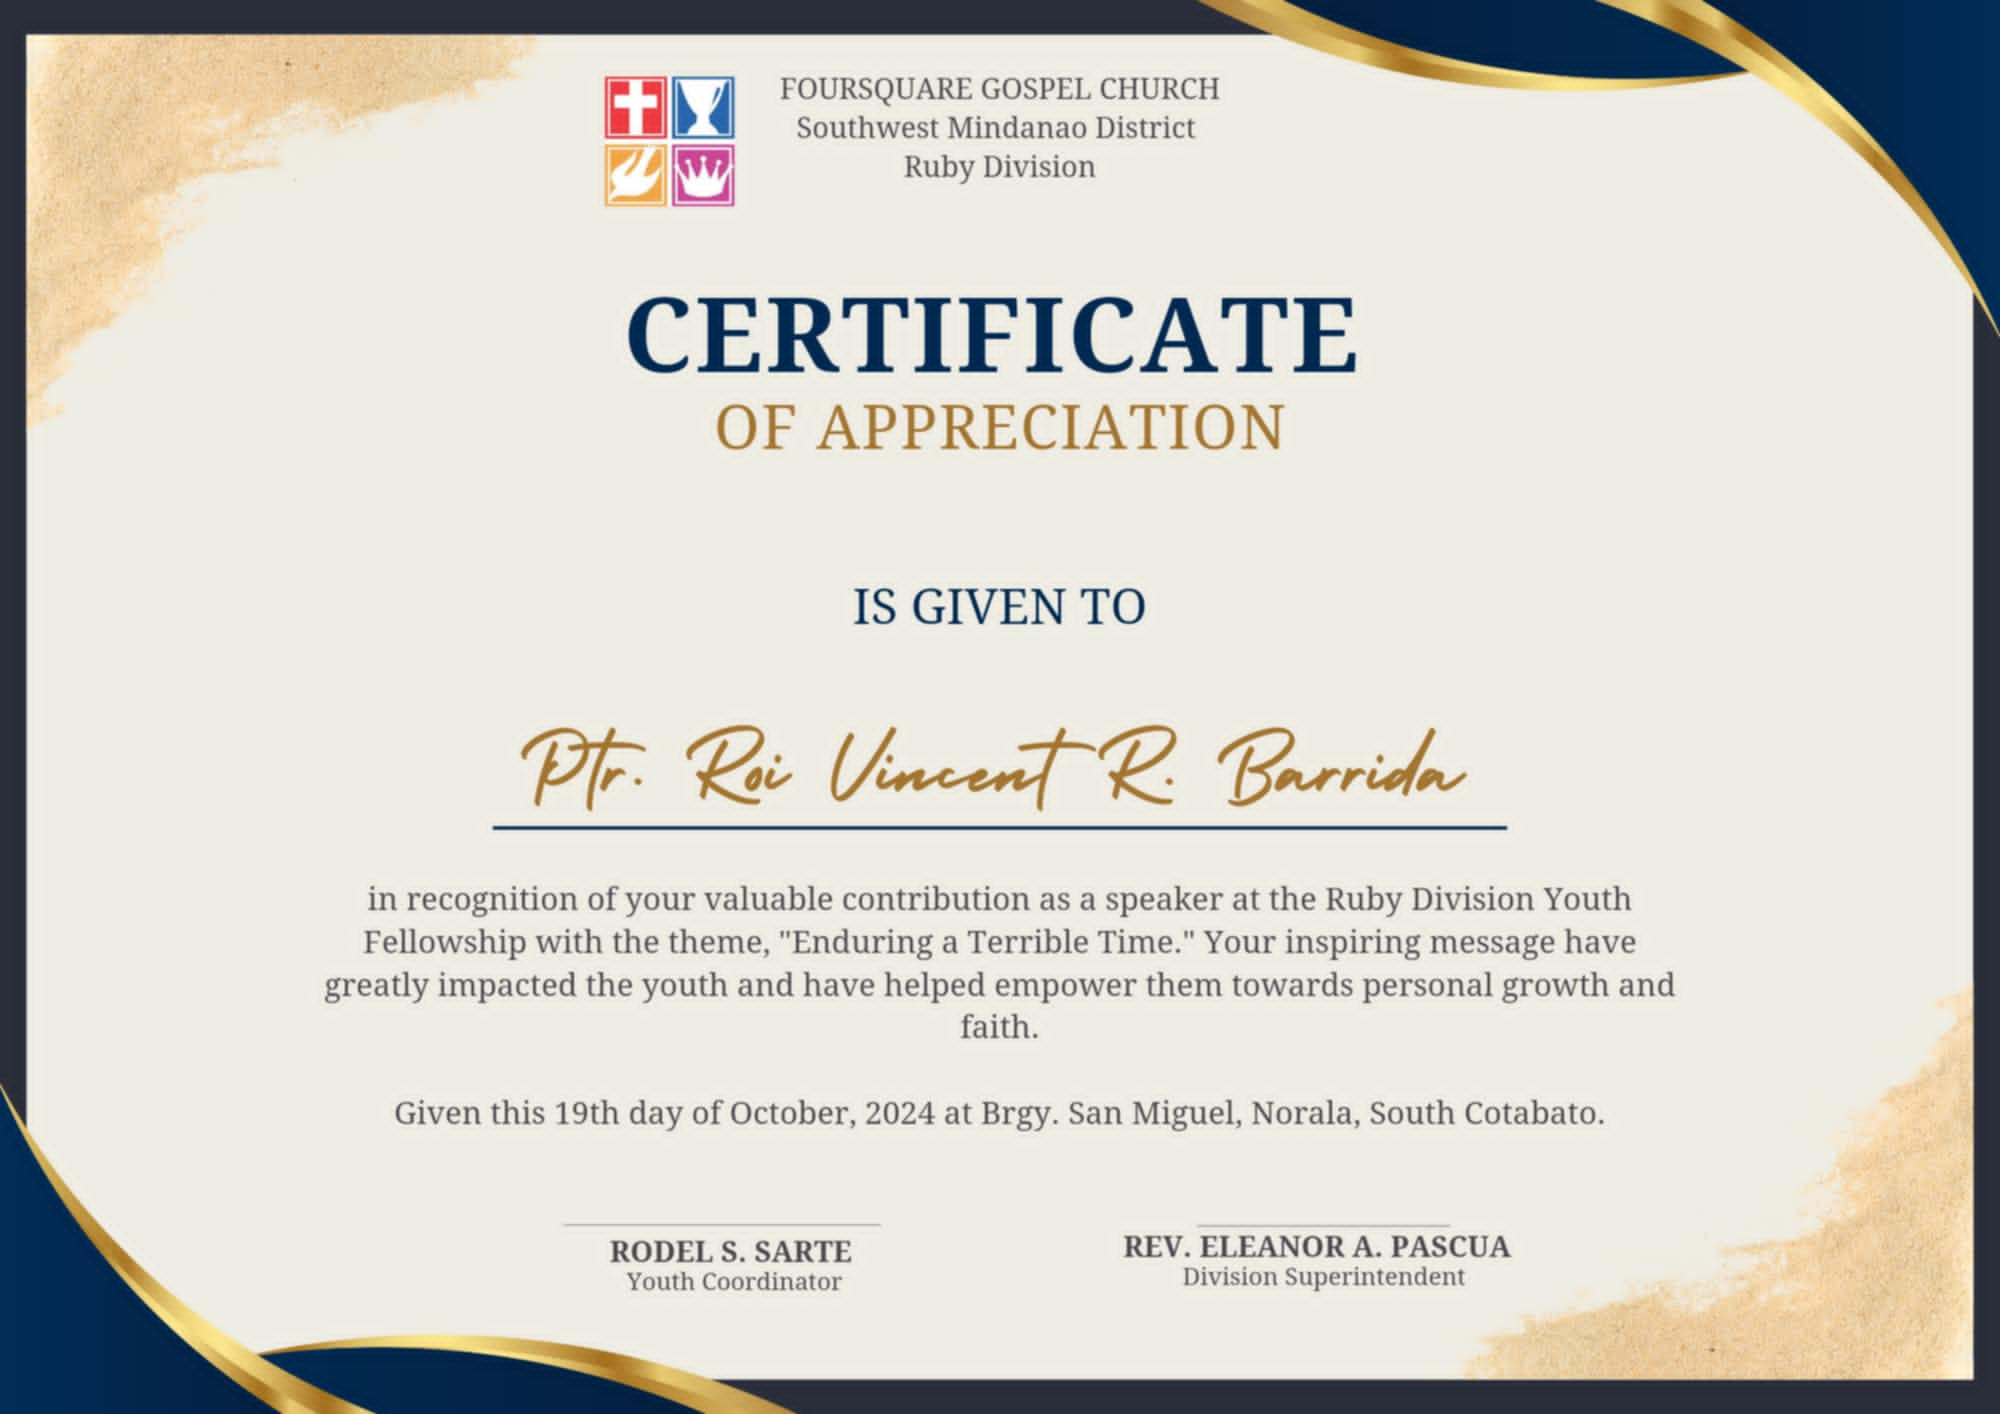 FOURSQUARE GOSPEL CHURCH
Southwest Mindanao District
Ruby Division
CERTIFICATE
OF APPRECIATION
IS GIVEN TO
Ptr. Roi Vincent R. Barrida
in recognition of your valuable contribution as a speaker at the Ruby Division Youth
Fellowship with the theme, "Enduring a Terrible Time." Your inspiring message have
greatly impacted the youth and have helped empower them towards personal growth and
faith.
Given this 19th day of October, 2024 at Brgy. San Miguel, Norala, South Cotabato.
RODEL S. SARTE
Youth Coordinator
REV. ELEANOR A. PASCUA
Division Superintendent